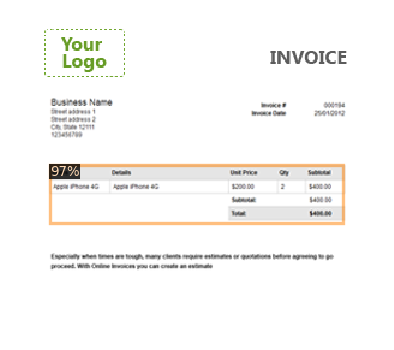 Your
Logo
INVOICE
Business Name
Street address 1
Street address 2
City, State 12111
123456789
Invoice # 000194
Invoice Date 25/01/2012
97%
Details Unit Price Qty Subtotal
Apple iPhone 4G Apple iPhone 4G $200.00 2 $400.00
Subtotal: $400.00
Total: $400.00
Especially when times are tough, many clients require estimates or quotations before agreeing to
proceed. With Online Invoices you can create an estimate